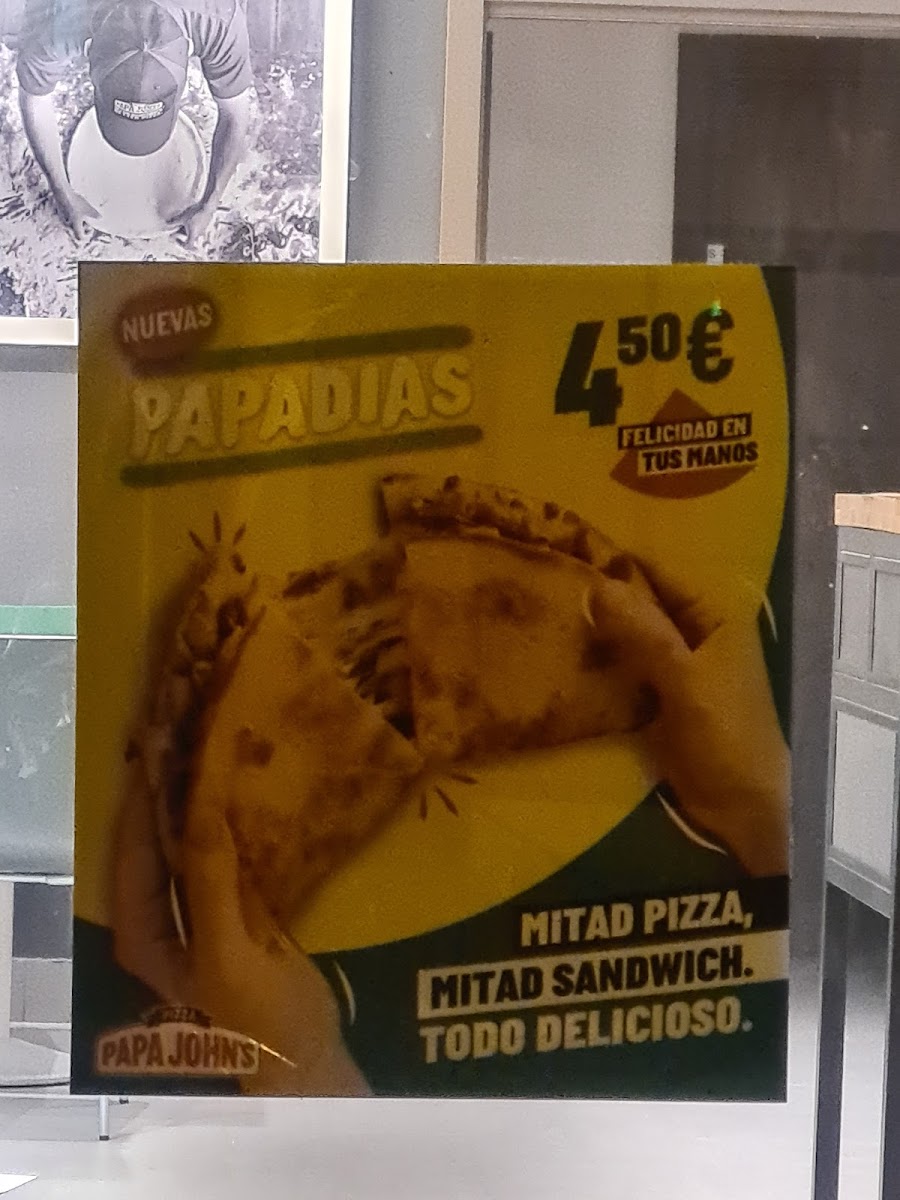 NUEVAS
PAPADIAS
4,50€
FELICIDAD EN
TUS MANOS
MITAD PIZZA,
MITAD SANDWICH.
TODO DELICIOSO.
PIZZA
PAPA JOHN'S